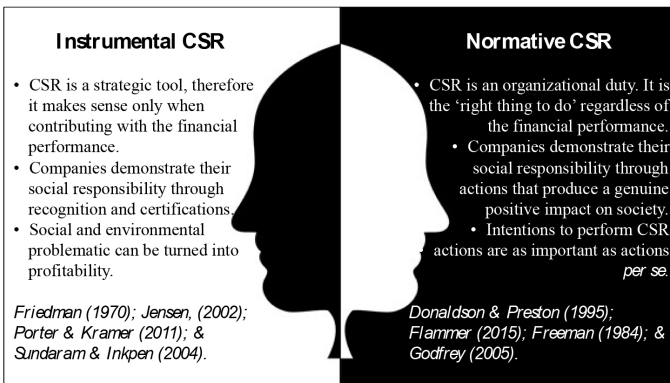 Instrumental CSR
• CSR is a strategic tool, therefore
it makes sense only when
contributing with the financial
performance.
• Companies demonstrate their
social responsibility through
recognition and certifications.
• Social and environmental
problematic can be turned into
profitability.
Friedman (1970); Jensen, (2002);
Porter & Kramer (2011); &
Sundaram & Inkpen (2004).
Normative CSR
• CSR is an organizational duty. It is
the ‘right thing to do’ regardless of
the financial performance.
• Companies demonstrate their
social responsibility through
actions that produce a genuine
positive impact on society.
• Intentions to perform CSR
actions are as important as actions
per se.
Donaldson & Preston (1995);
Flammer (2015); Freeman (1984); &
Godfrey (2005).